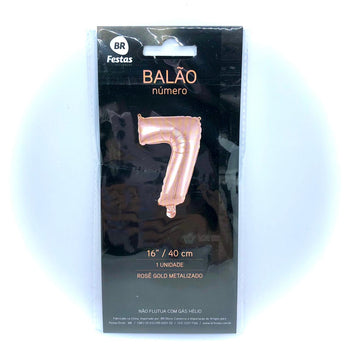 BR
Festas
BALÃO
número
16" / 40 cm
1 UNIDADE
ROSÉ GOLD METALIZADO
NÃO FLUTUA COM GÁS HÉLIO